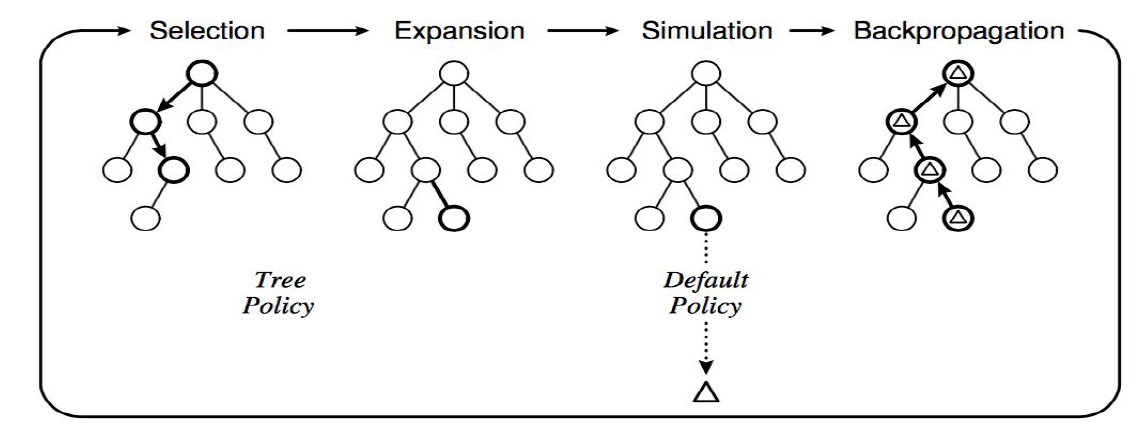 Selection
Expansion
Simulation
Backpropagation
Tree
Policy
Default
Policy